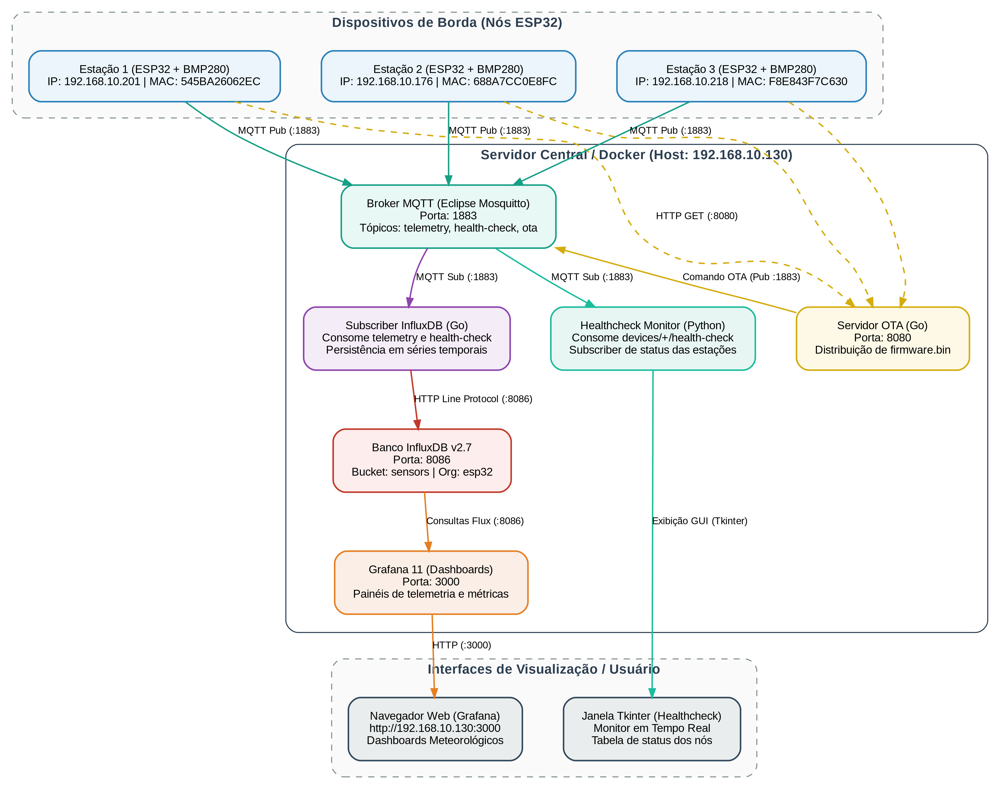 Dispositivos de Borda (Nós ESP32)
Estação 1 (ESP32 + BMP280)
IP: 192.168.10.201 | MAC: 545BA26062EC
Estação 2 (ESP32 + BMP280)
IP: 192.168.10.176 | MAC: 688A7CC0E8FC
Estação 3 (ESP32 + BMP280)
IP: 192.168.10.218 | MAC: F8E843F7C630
MQTT Pub (:1883)
MQTT Pub (:1883)
MQTT Pub (:1883)
Servidor Central / Docker (Host: 192.168.10.130)
Broker MQTT (Eclipse Mosquitto)
Porta: 1883
Tópicos: telemetry, health-check, ota
HTTP GET (:8080)
MQTT Sub (:1883)
MQTT Sub (:1883)
Comando OTA (Pub :1883)
Subscriber InfluxDB (Go)
Consome telemetry e health-check
Persistência em séries temporais
Healthcheck Monitor (Python)
Consome devices/+/health-check
Subscriber de status das estações
Servidor OTA (Go)
Porta: 8080
Distribuição de firmware.bin
HTTP Line Protocol (:8086)
Banco InfluxDB v2.7
Porta: 8086
Bucket: sensors | Org: esp32
Consultas Flux (:8086)
Exibição GUI (Tkinter)
Grafana 11 (Dashboards)
Porta: 3000
Painéis de telemetria e métricas
HTTP (:3000)
Interfaces de Visualização / Usuário
Navegador Web (Grafana)
http://192.168.10.130:3000
Dashboards Meteorológicos
Janela Tkinter (Healthcheck)
Monitor em Tempo Real
Tabela de status dos nós